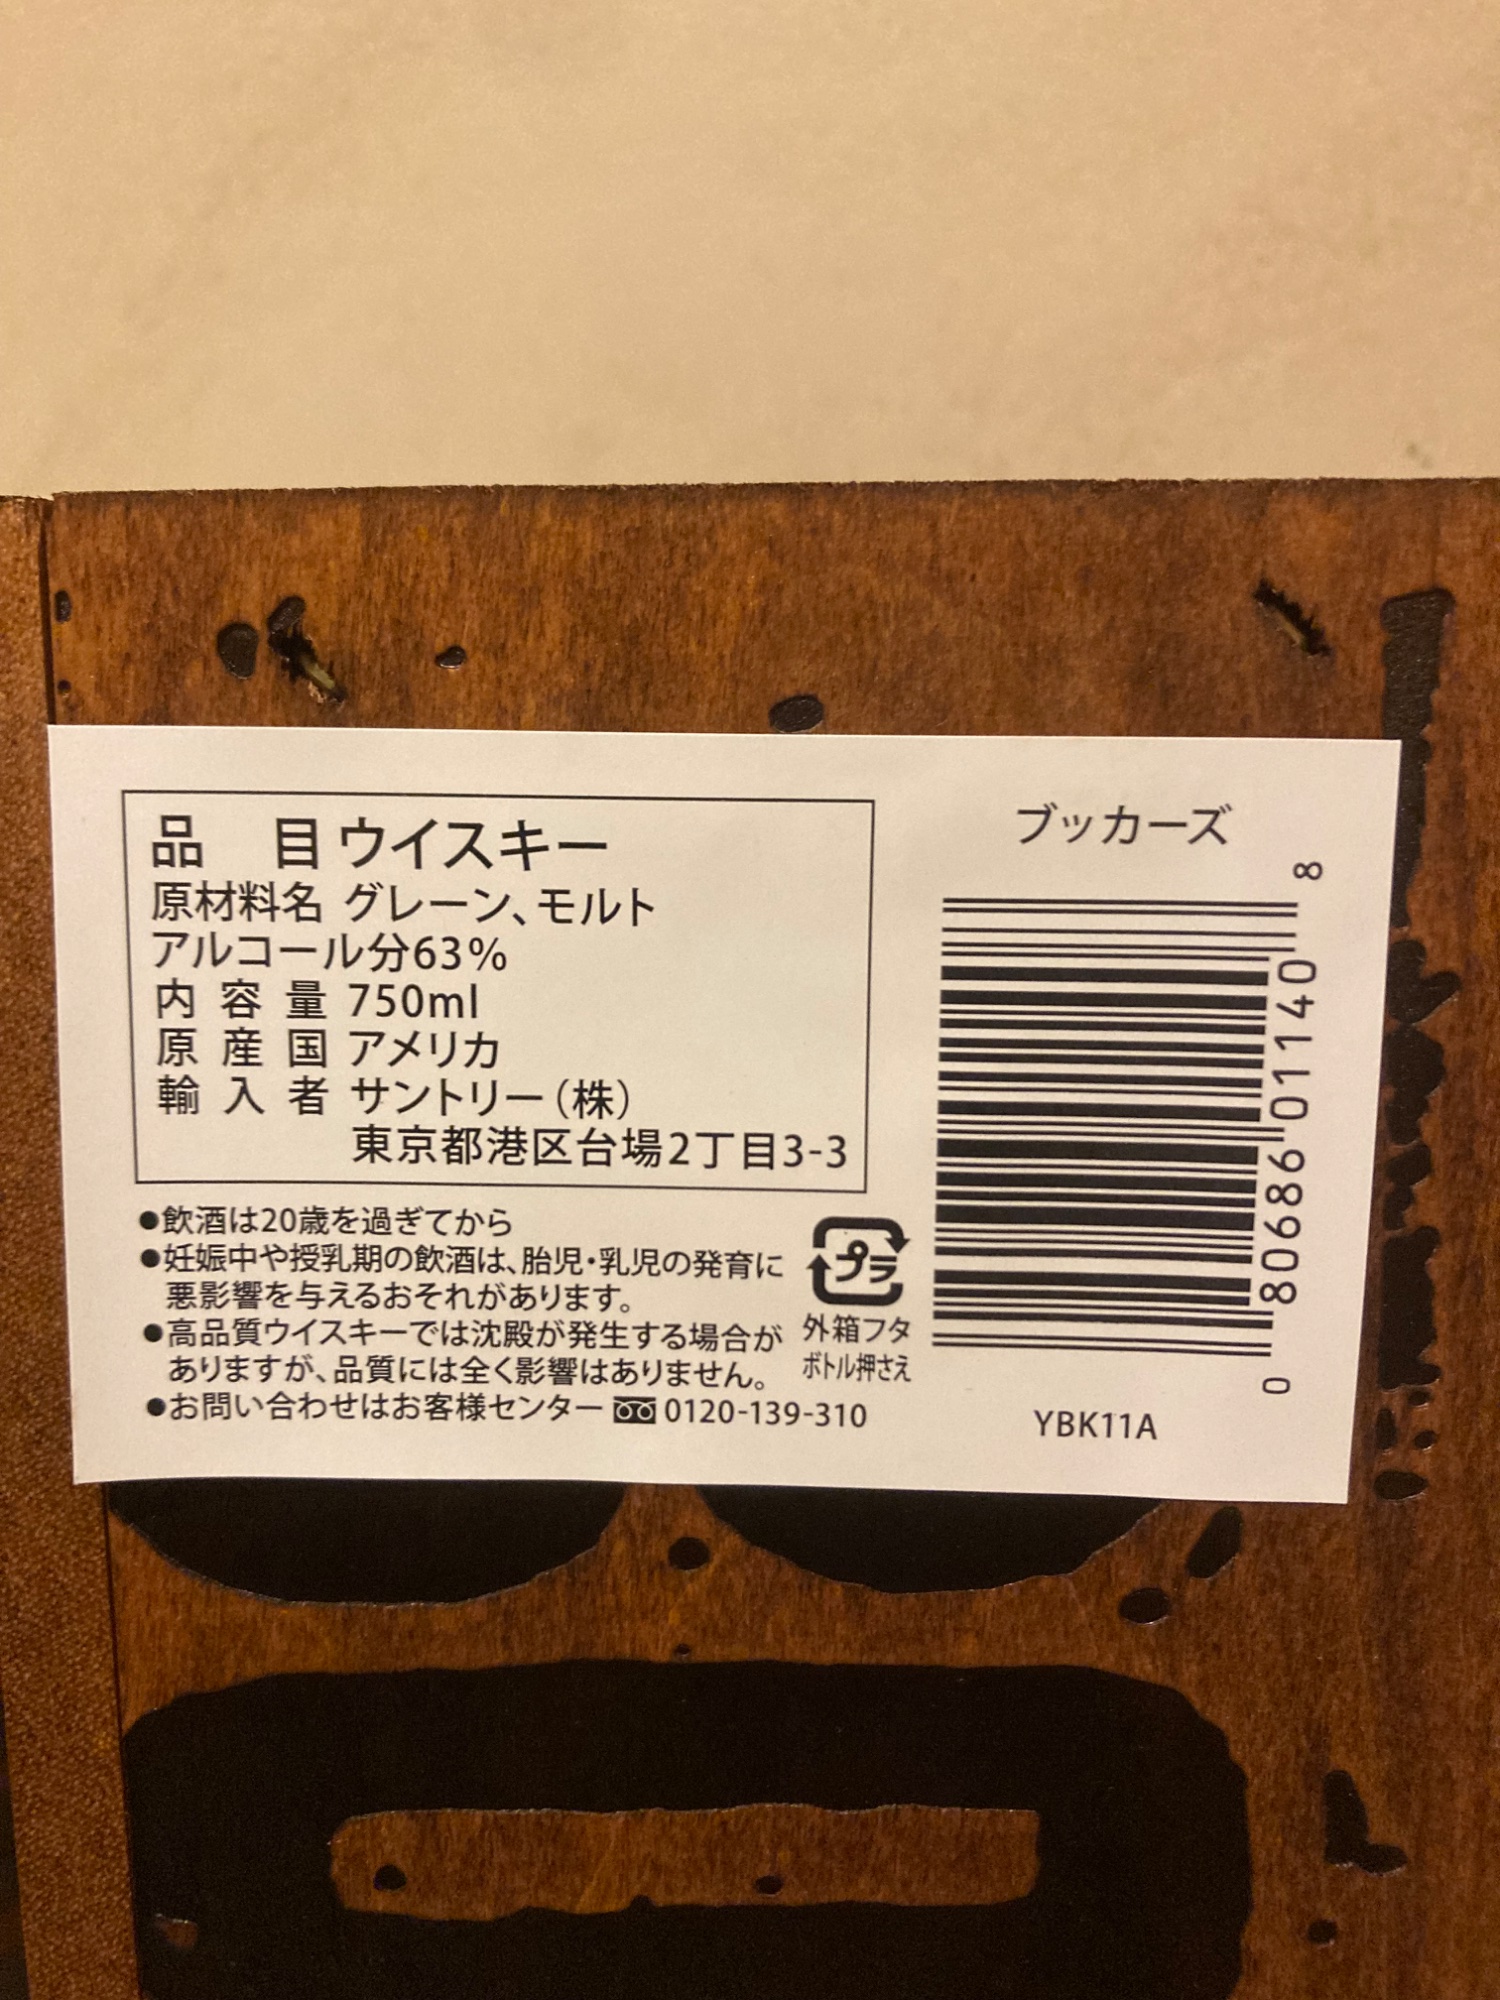 品 目 ウイスキー
原材料名 グレーン、モルト
アルコール分63%
内容量 750ml
原産国 アメリカ
輸入者 サントリー(株)
東京都港区台場2丁目3-3
●飲酒は20歳を過ぎてから
●妊娠中や授乳期の飲酒は、胎児・乳児の発育に
悪影響を与えるおそれがあります。
●高品質ウイスキーでは沈殿が発生する場合が
ありますが、品質には全く影響はありません。
●お問い合わせはお客様センター 0120-139-310
プラ
外箱フタ
ボトル押さえ
ブッカーズ
0 80686 01140 8
YBK11A